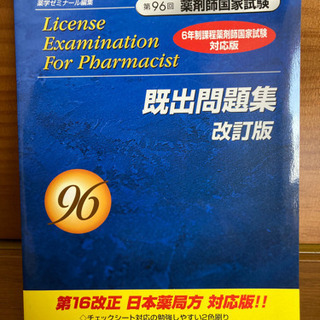 薬学ゼミナール編集
第96回 薬剤師国家試験
License
Examination
For Pharmacist
6年制課程薬剤師国家試験
対応版
既出問題集
改訂版
96
第16改正 日本薬局方 対応版!!
◇チェックシート対応の勉強しやすい2色刷り